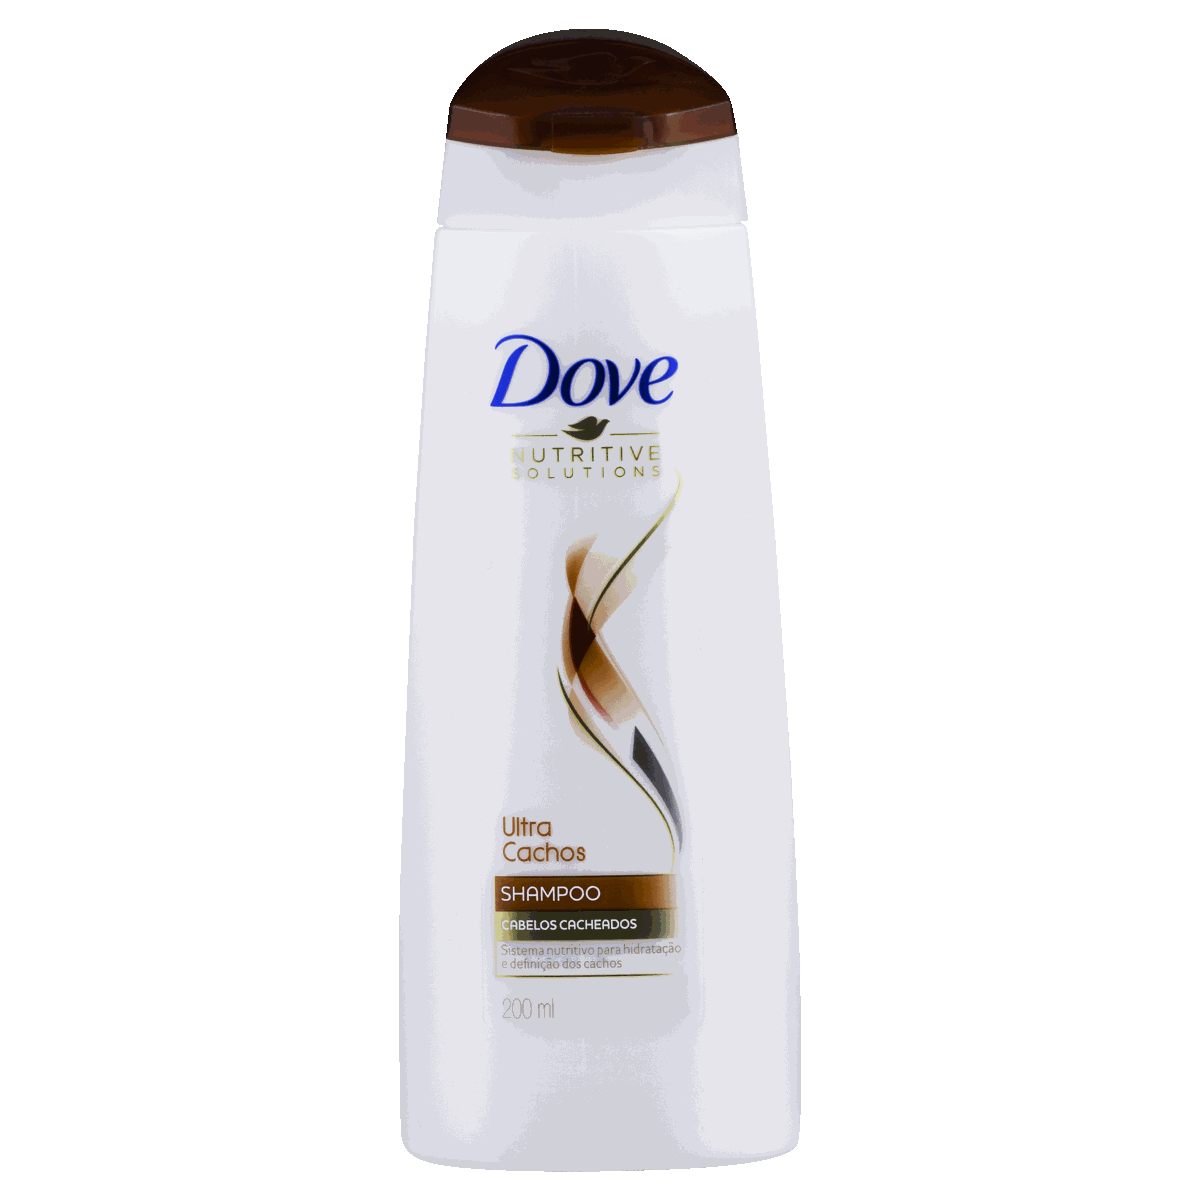 Dove
NUTRITIVE
SOLUTIONS
Ultra
Cachos
SHAMPOO
CABELOS CACHEADOS
Sistema nutritivo para hidratação
e definição dos cachos
200 ml